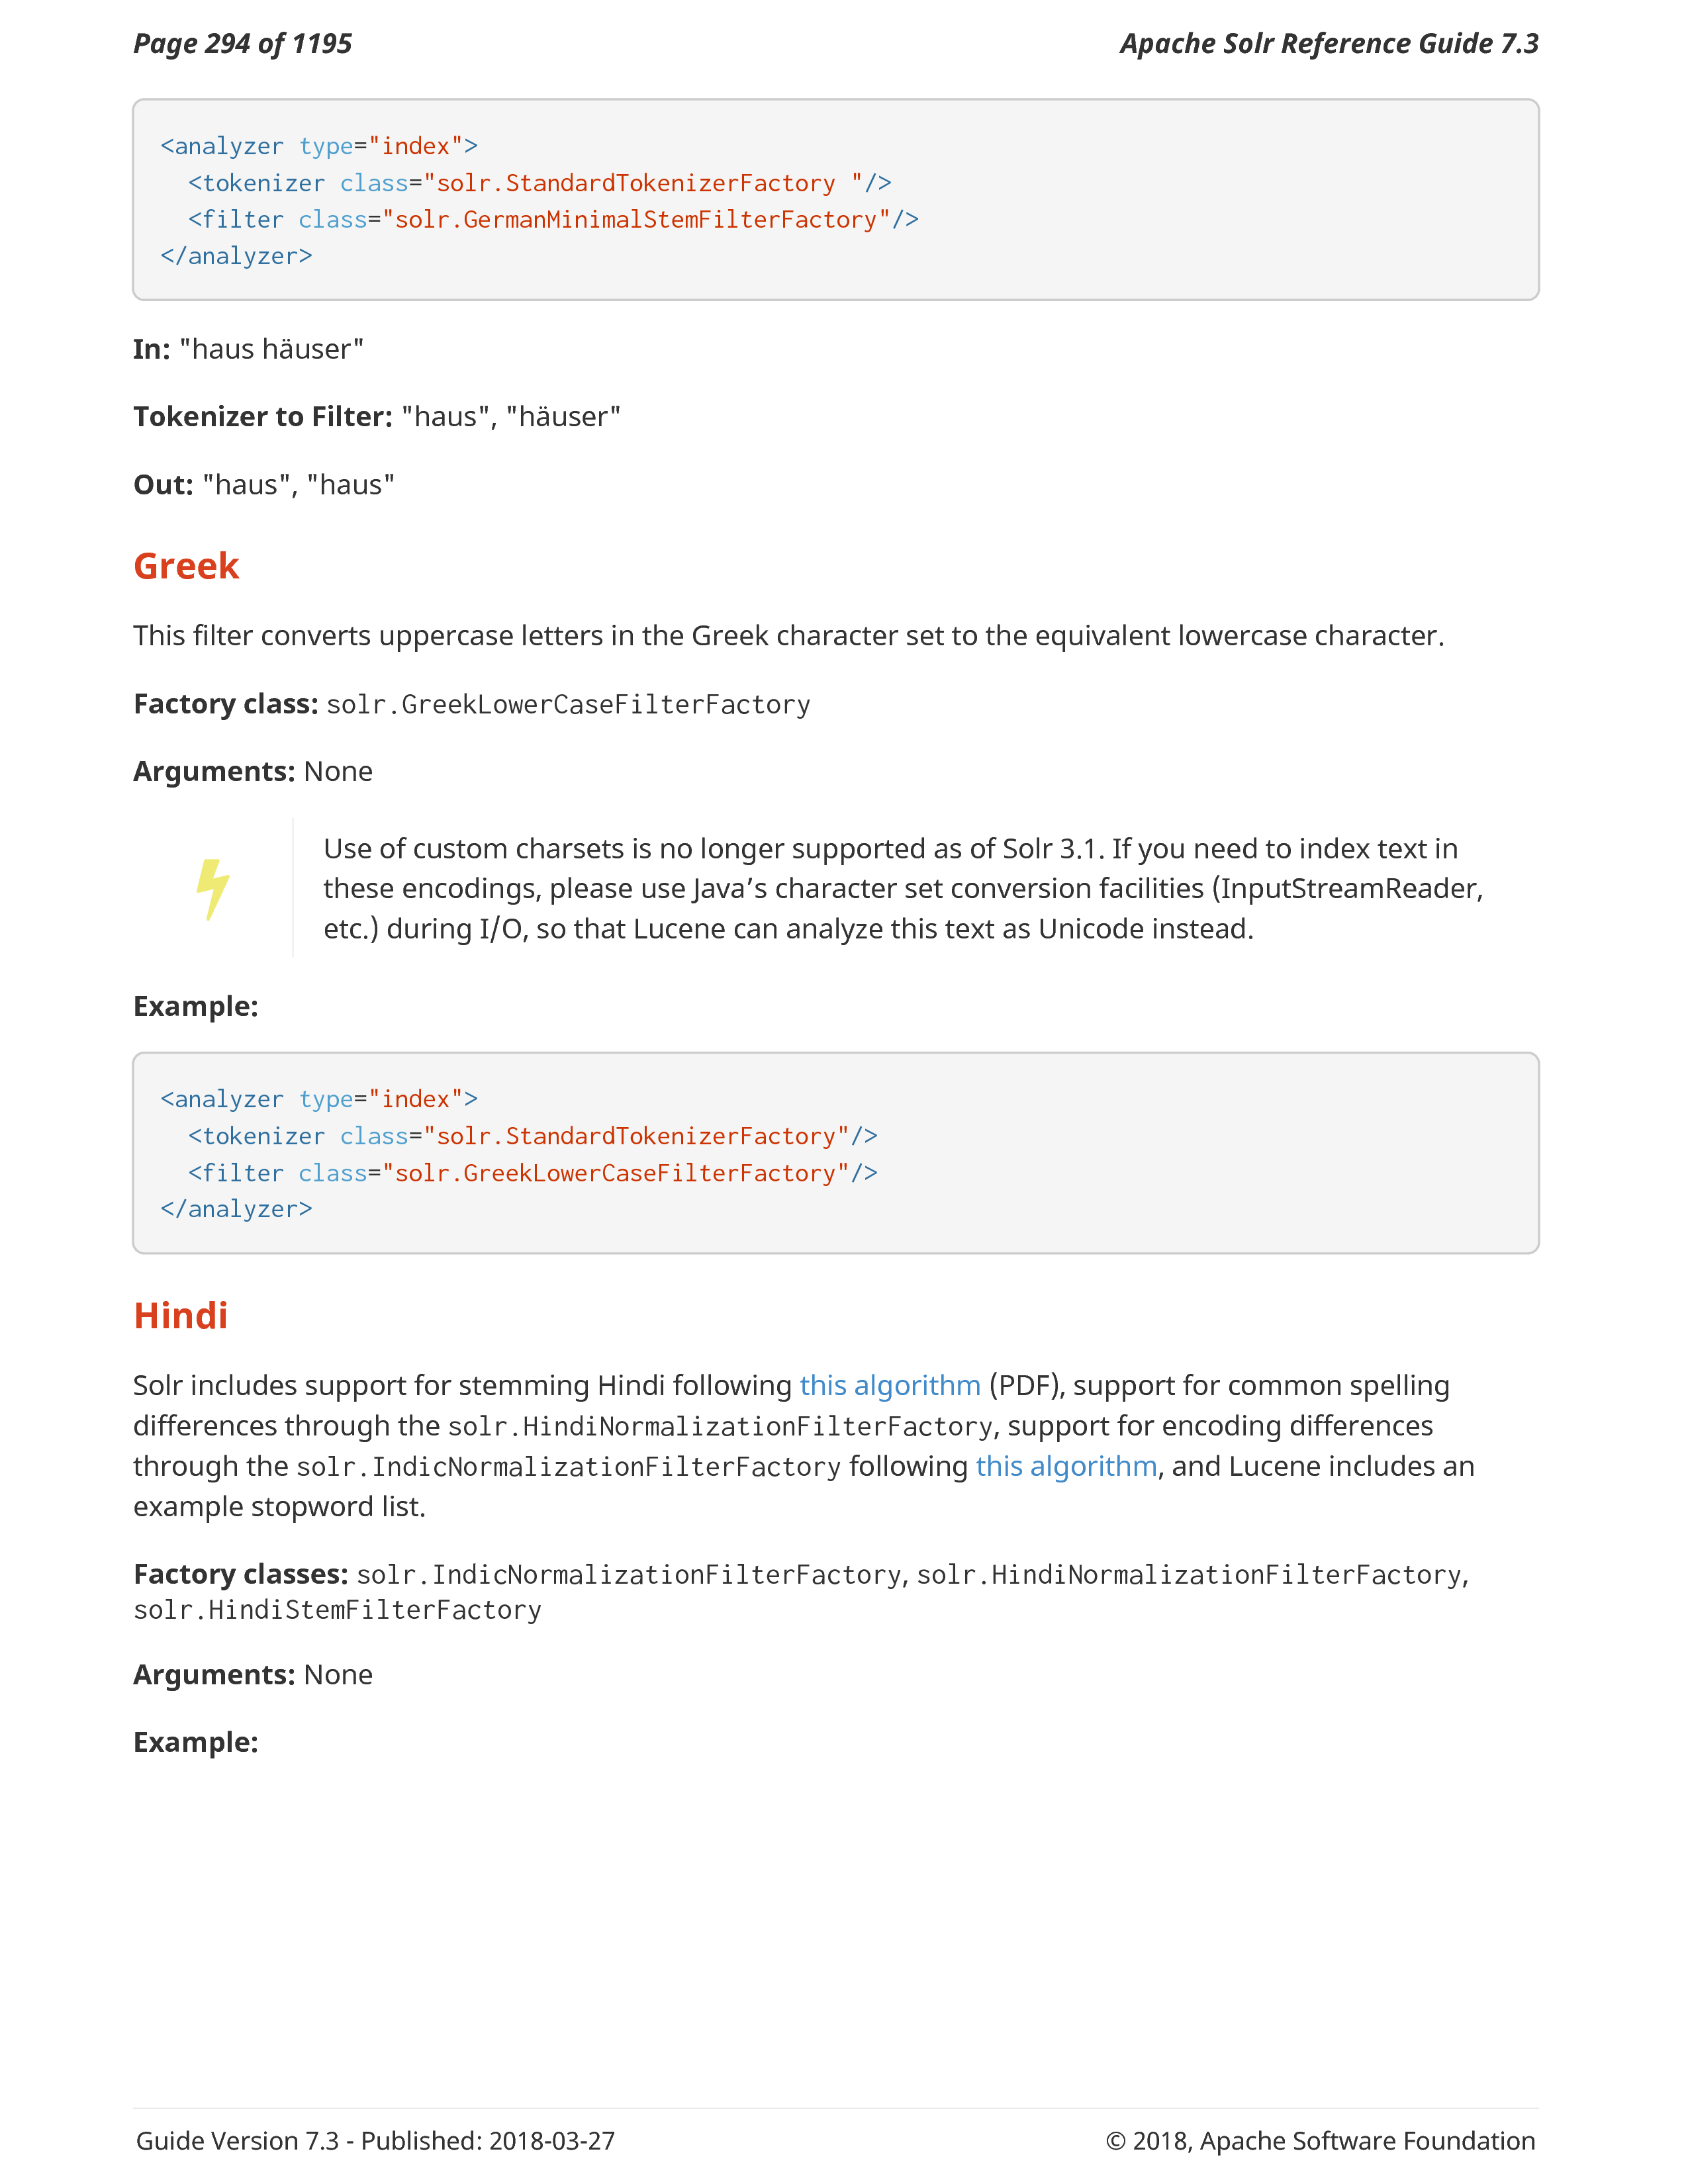 Page 294 of 1195
Apache Solr Reference Guide 7.3
<analyzer type="index">
  <tokenizer class="solr.StandardTokenizerFactory "/>
  <filter class="solr.GermanMinimalStemFilterFactory"/>
</analyzer>
In: "haus häuser"
Tokenizer to Filter: "haus", "häuser"
Out: "haus", "haus"
Greek
This filter converts uppercase letters in the Greek character set to the equivalent lowercase character.
Factory class: solr.GreekLowerCaseFilterFactory
Arguments: None
Use of custom charsets is no longer supported as of Solr 3.1. If you need to index text in
these encodings, please use Java’s character set conversion facilities (InputStreamReader,
etc.) during I/O, so that Lucene can analyze this text as Unicode instead.
Example:
<analyzer type="index">
  <tokenizer class="solr.StandardTokenizerFactory"/>
  <filter class="solr.GreekLowerCaseFilterFactory"/>
</analyzer>
Hindi
Solr includes support for stemming Hindi following this algorithm (PDF), support for common spelling
differences through the solr.HindiNormalizationFilterFactory, support for encoding differences
through the solr.IndicNormalizationFilterFactory following this algorithm, and Lucene includes an
example stopword list.
Factory classes: solr.IndicNormalizationFilterFactory, solr.HindiNormalizationFilterFactory,
solr.HindiStemFilterFactory
Arguments: None
Example:
Guide Version 7.3 - Published: 2018-03-27
© 2018, Apache Software Foundation